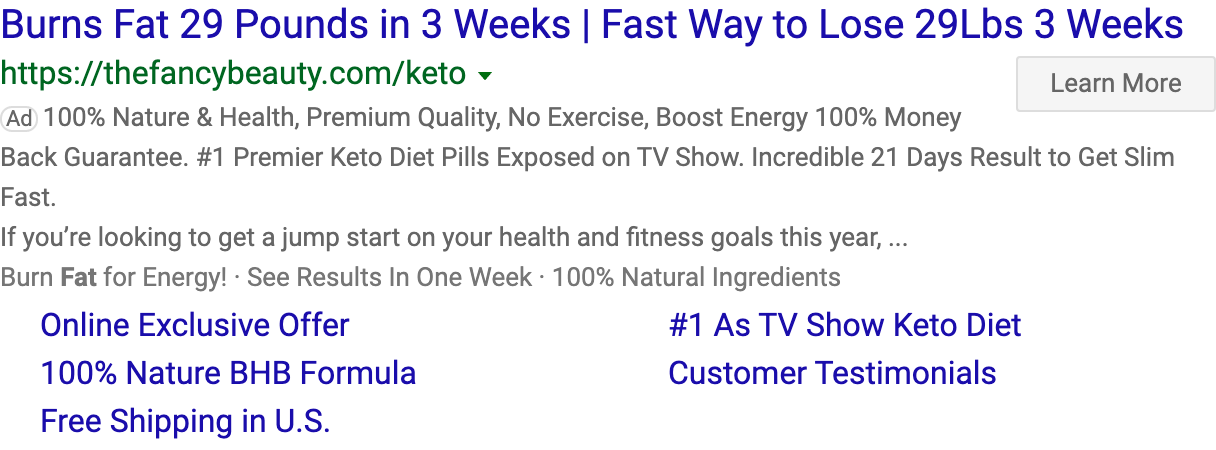 Burns Fat 29 Pounds in 3 Weeks | Fast Way to Lose 29Lbs 3 Weeks
https://thefancybeauty.com/keto
Learn More
Ad 100% Nature & Health, Premium Quality, No Exercise, Boost Energy 100% Money
Back Guarantee. #1 Premier Keto Diet Pills Exposed on TV Show. Incredible 21 Days Result to Get Slim
Fast.
If you’re looking to get a jump start on your health and fitness goals this year, ...
Burn Fat for Energy! · See Results In One Week · 100% Natural Ingredients
Online Exclusive Offer
#1 As TV Show Keto Diet
100% Nature BHB Formula
Customer Testimonials
Free Shipping in U.S.